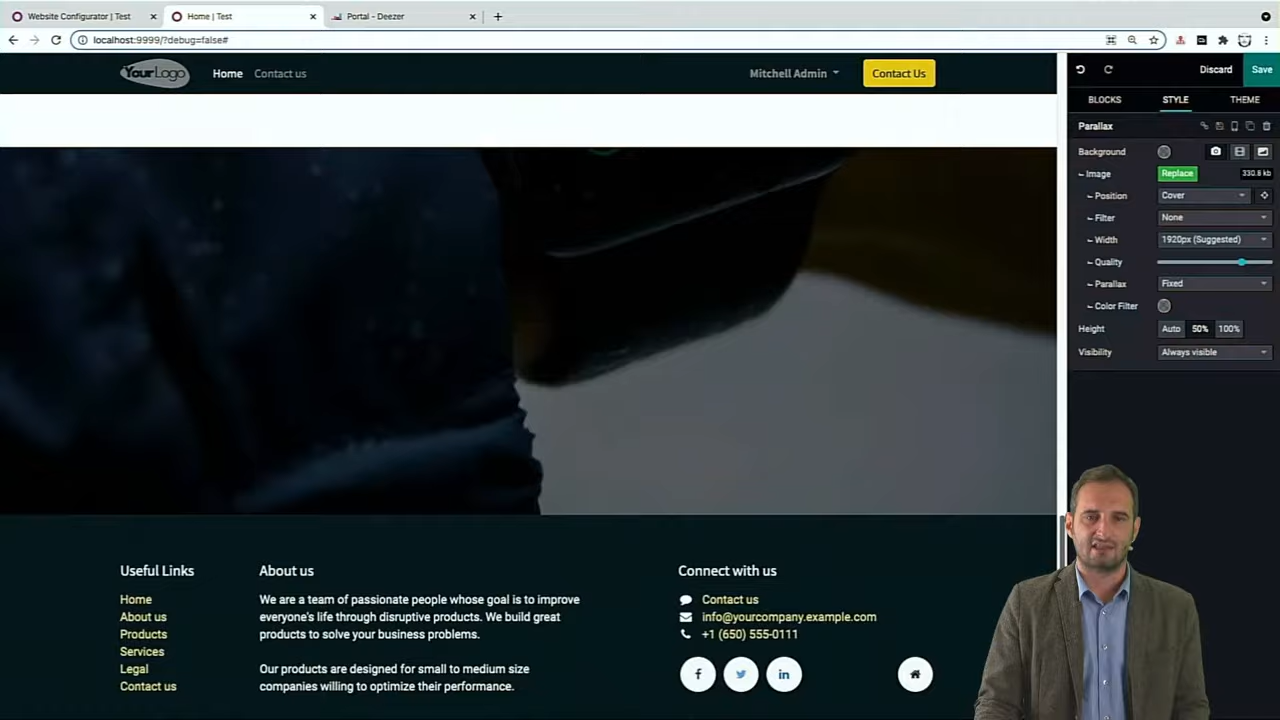 Website Configurator | Test
Home | Test
Portal - Deezer
localhost:9999/?debug=false#
YourLogo
Home
Contact us
Mitchell Admin
Contact Us
Discard
Save
BLOCKS
STYLE
THEME
Parallax
Background
Image
Replace
330.8 kb
Position
Cover
Filter
None
Width
1920px (Suggested)
Quality
Parallax
Fixed
Color Filter
Height
Auto
50%
100%
Visibility
Always visible
Useful Links
Home
About us
Products
Services
Legal
Contact us
About us
We are a team of passionate people whose goal is to improve
everyone's life through disruptive products. We build great
products to solve your business problems.
Our products are designed for small to medium size
companies willing to optimize their performance.
Connect with us
Contact us
info@yourcompany.example.com
+1 (650) 555-0111